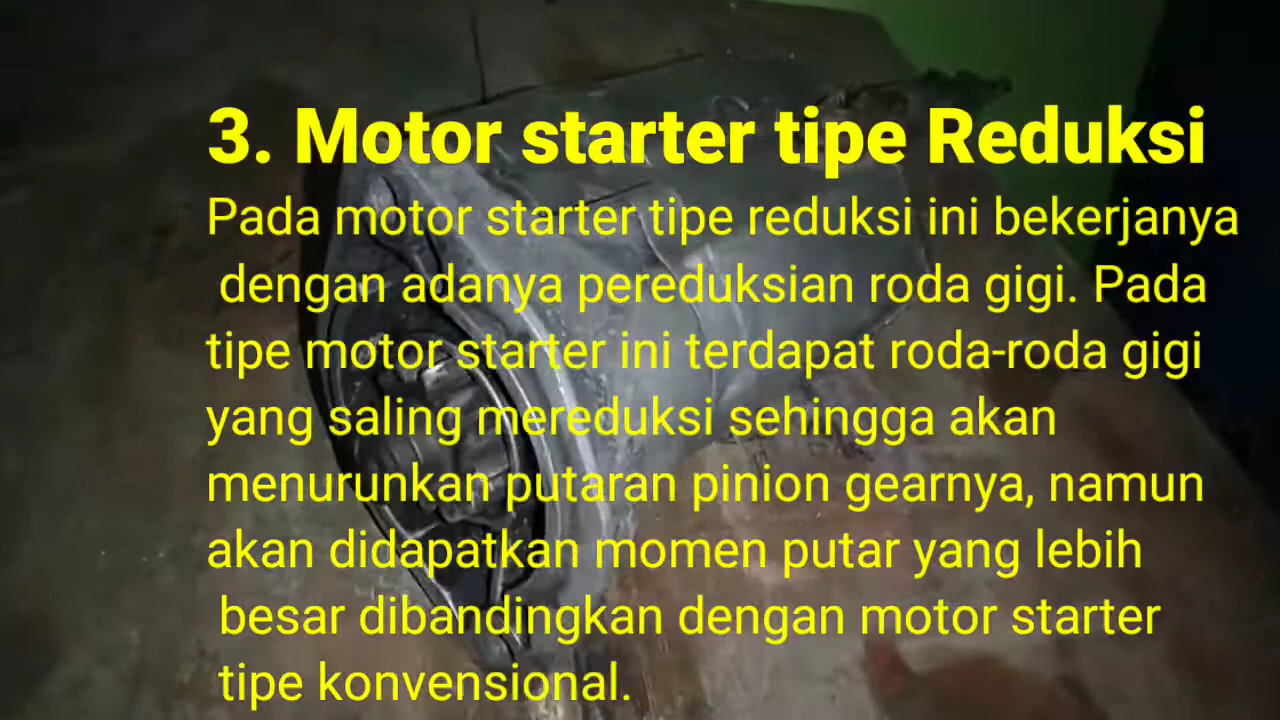 3. Motor starter tipe Reduksi
Pada motor starter tipe reduksi ini bekerjanya
dengan adanya pereduksian roda gigi. Pada
tipe motor starter ini terdapat roda-roda gigi
yang saling mereduksi sehingga akan
menurunkan putaran pinion gearnya, namun
akan didapatkan momen putar yang lebih
besar dibandingkan dengan motor starter
tipe konvensional.